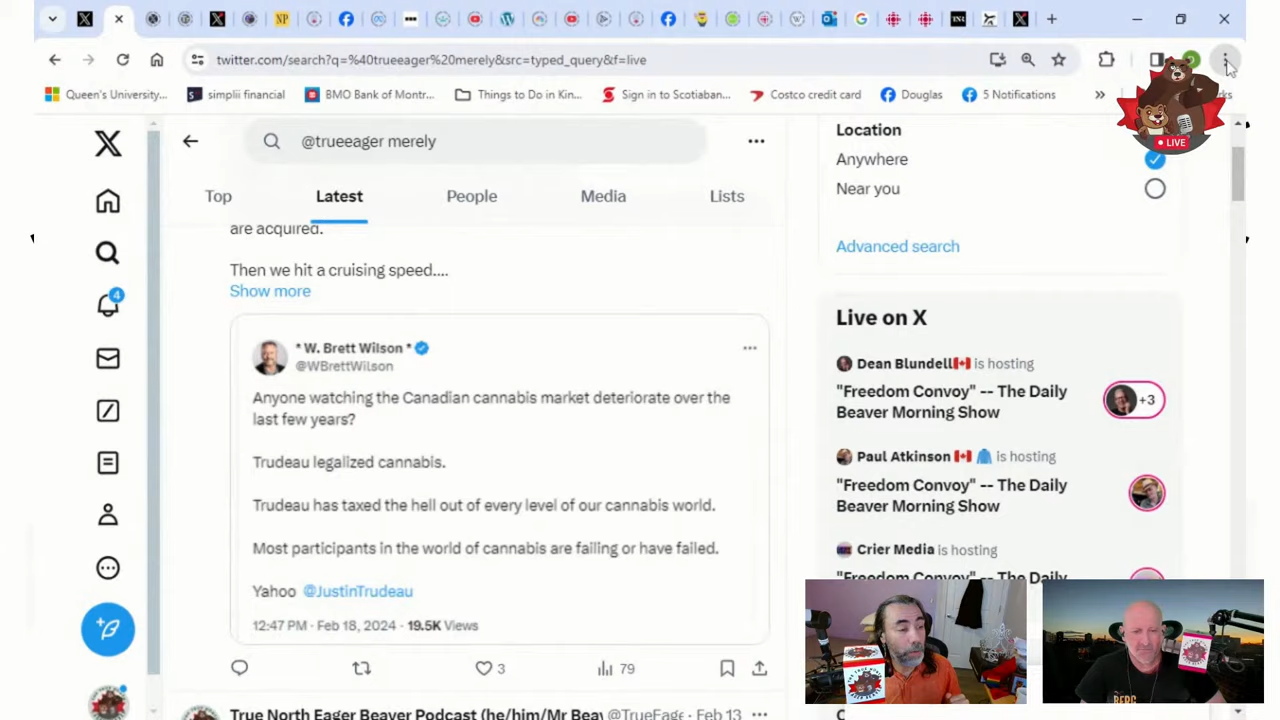 twitter.com/search?q=%40trueeager%20merely&src=typed_query&f=live
Queen's University...
simplii financial
BMO Bank of Montr...
Things to Do in Kin...
Sign in to Scotiaban...
Costco credit card
Douglas
5 Notifications
LIVE
@trueeager merely
Top
Latest
People
Media
Lists
are acquired.
Then we hit a cruising speed....
Show more
* W. Brett Wilson *
@WBrettWilson
Anyone watching the Canadian cannabis market deteriorate over the
last few years?
Trudeau legalized cannabis.
Trudeau has taxed the hell out of every level of our cannabis world.
Most participants in the world of cannabis are failing or have failed.
Yahoo @JustinTrudeau
12:47 PM · Feb 18, 2024 · 19.5K Views
3
79
True North Eager Beaver Podcast (he/him/Mr Beav @TrueEage · Feb 13
4
Location
Anywhere
Near you
Advanced search
Live on X
Dean Blundell is hosting
"Freedom Convoy" -- The Daily
Beaver Morning Show
+3
Paul Atkinson is hosting
"Freedom Convoy" -- The Daily
Beaver Morning Show
Crier Media is hosting
"Freedom Convoy" -- The Daily